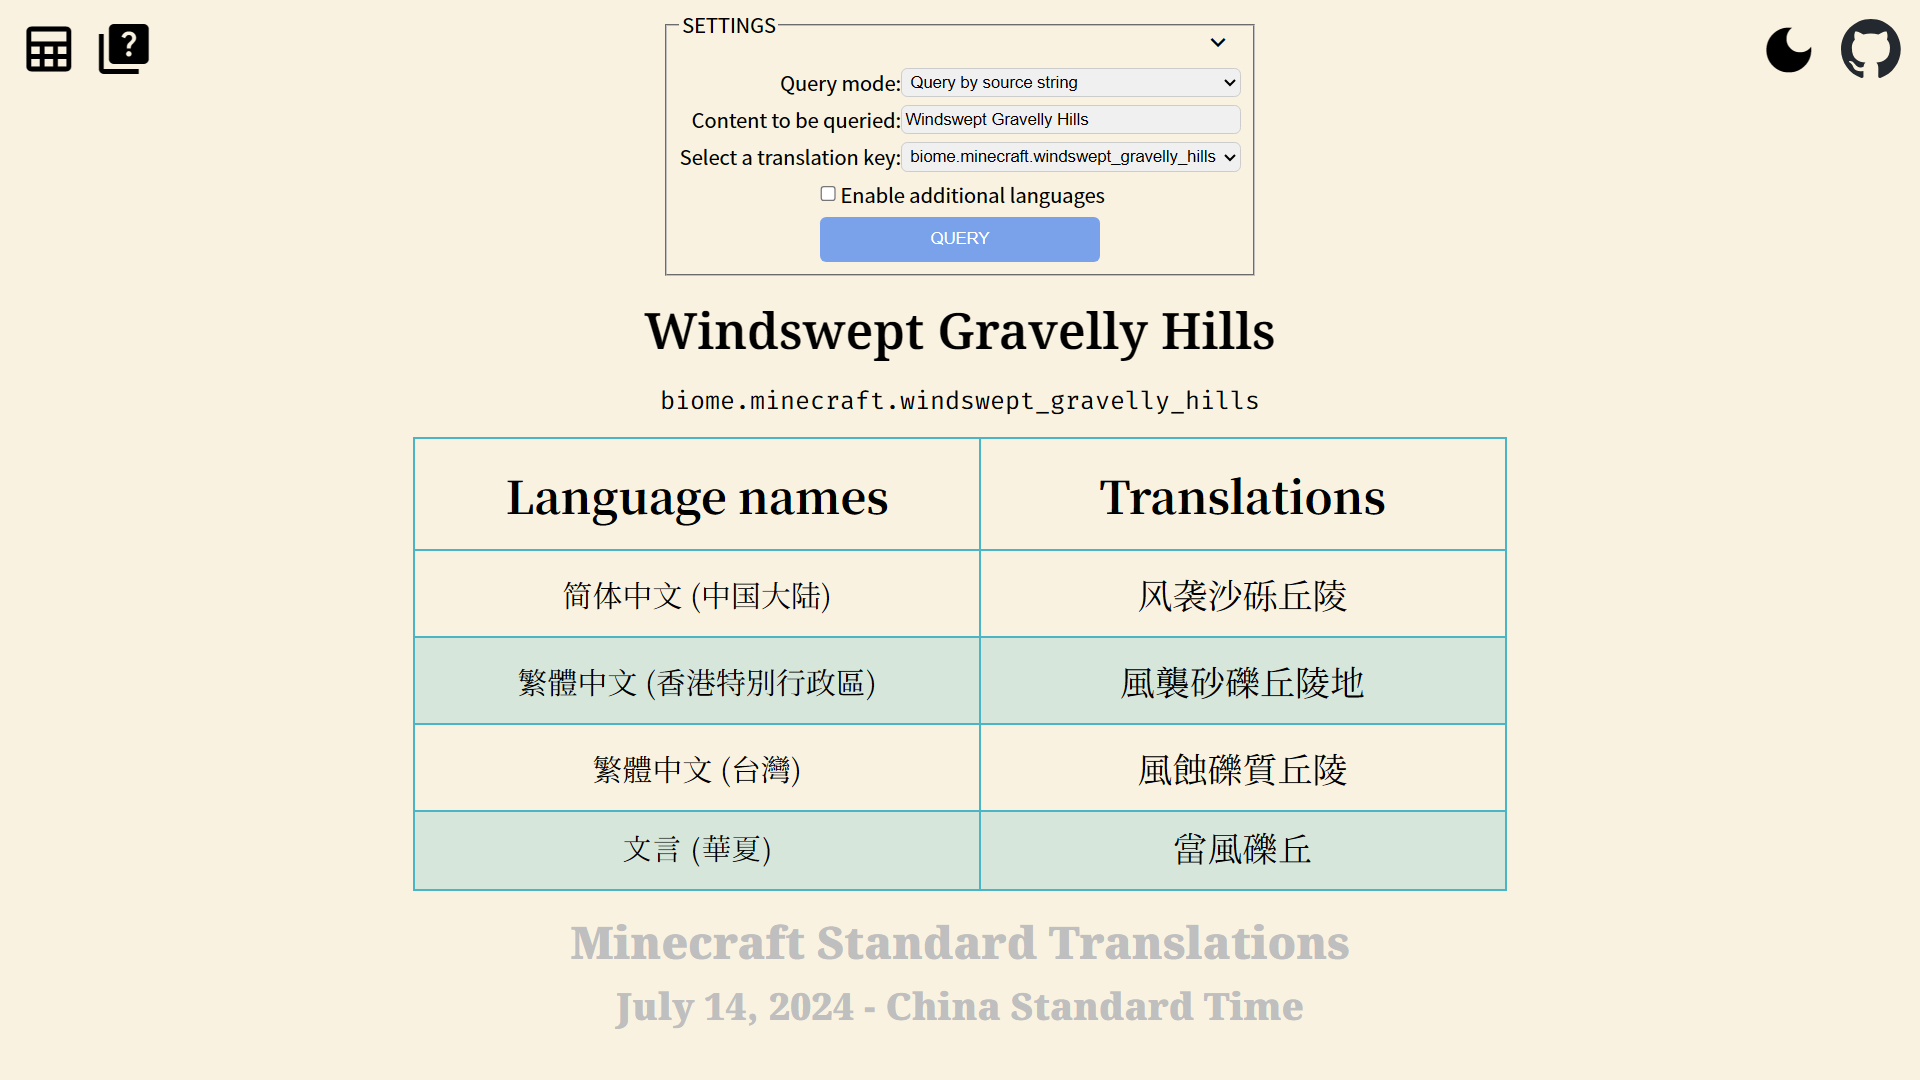 SETTINGS
Query mode: Query by source string
Content to be queried: Windswept Gravelly Hills
Select a translation key: biome.minecraft.windswept_gravelly_hills
Enable additional languages
QUERY
Windswept Gravelly Hills
biome.minecraft.windswept_gravelly_hills
Language names Translations
简体中文 (中国大陆) 风袭沙砾丘陵
繁體中文 (香港特別行政區) 風襲砂礫丘陵地
繁體中文 (台灣) 風蝕礫質丘陵
文言 (華夏) 當風礫丘
Minecraft Standard Translations
July 14, 2024 - China Standard Time